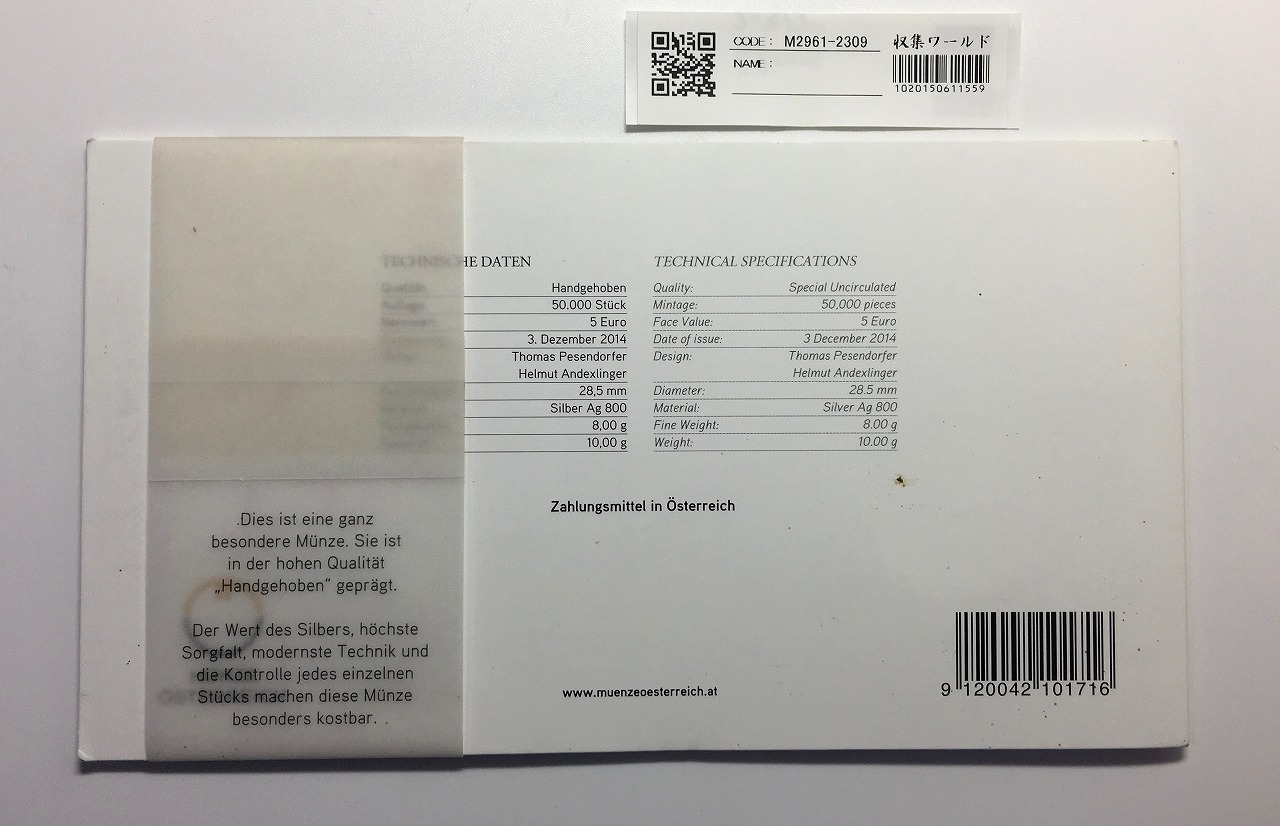 CODE: M2961-2309
収集ワールド
NAME:
1020150611559
TECHNISCHE DATEN
Handgehoben
50.000 Stück
5 Euro
3. Dezember 2014
Thomas Pesendorfer
Helmut Andexlinger
28,5 mm
Silber Ag 800
8,00 g
10,00 g
TECHNICAL SPECIFICATIONS
Quality: Special Uncirculated
Mintage: 50,000 pieces
Face Value: 5 Euro
Date of issue: 3 December 2014
Design: Thomas Pesendorfer
Helmut Andexlinger
Diameter: 28.5 mm
Material: Silver Ag 800
Fine Weight: 8.00 g
Weight: 10.00 g
Zahlungsmittel in Österreich
.Dies ist eine ganz
besondere Münze. Sie ist
in der hohen Qualität
„Handgehoben“ geprägt.
Der Wert des Silbers, höchste
Sorgfalt, modernste Technik und
die Kontrolle jedes einzelnen
Stücks machen diese Münze
besonders kostbar. .
www.muenzeoesterreich.at
9 120042 101716